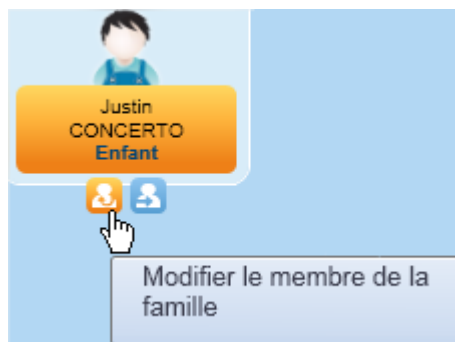 Justin
CONCERTO
Enfant
Modifier le membre de la
famille